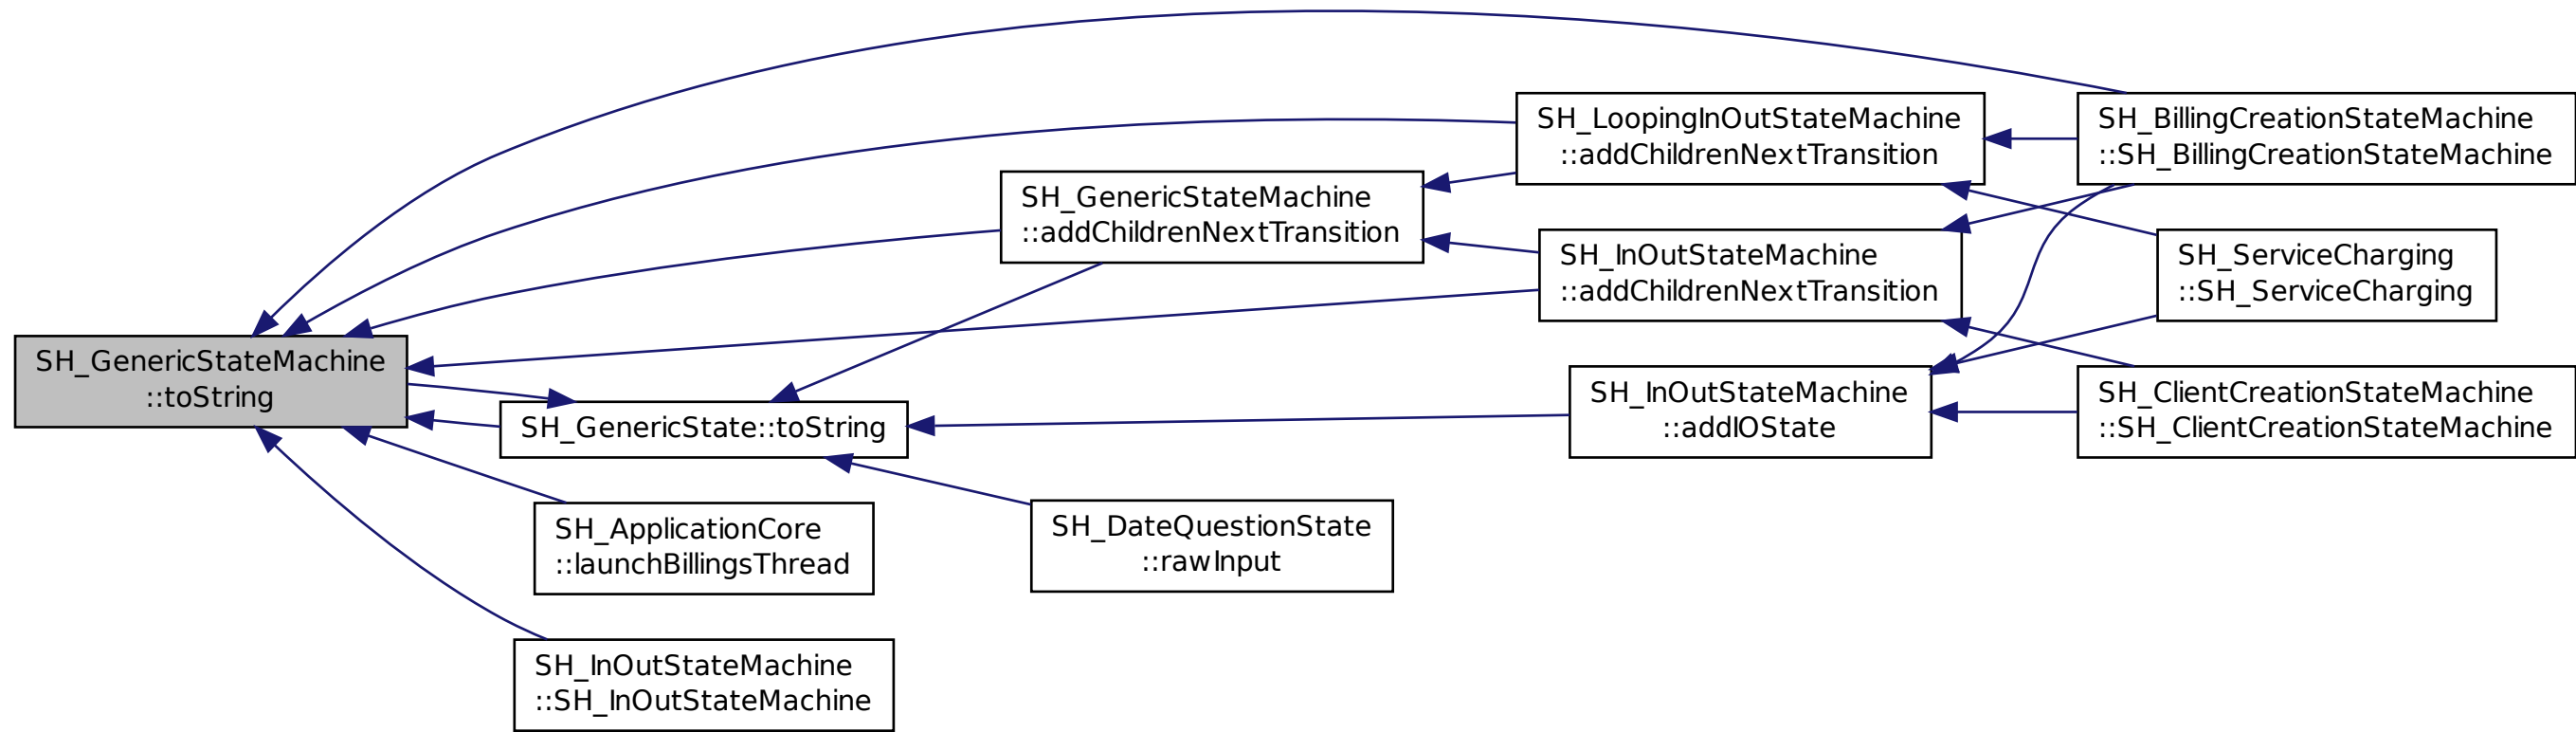 SH_GenericStateMachine
::toString
SH_GenericState::toString
SH_ApplicationCore
::launchBillingsThread
SH_InOutStateMachine
::SH_InOutStateMachine
SH_GenericStateMachine
::addChildrenNextTransition
SH_DateQuestionState
::rawInput
SH_LoopingInOutStateMachine
::addChildrenNextTransition
SH_InOutStateMachine
::addChildrenNextTransition
SH_InOutStateMachine
::addIOState
SH_BillingCreationStateMachine
::SH_BillingCreationStateMachine
SH_ServiceCharging
::SH_ServiceCharging
SH_ClientCreationStateMachine
::SH_ClientCreationStateMachine